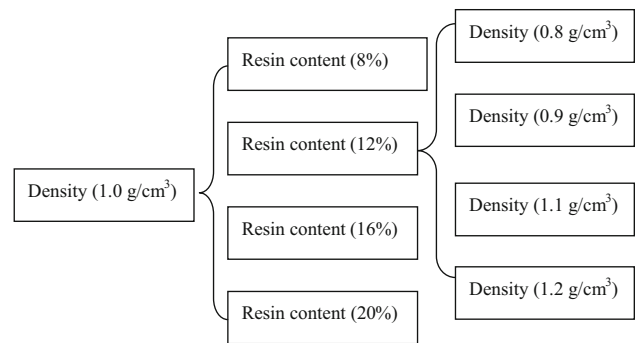 Density (1.0 g/cm³)
Resin content (8%)
Resin content (12%)
Resin content (16%)
Resin content (20%)
Density (0.8 g/cm³)
Density (0.9 g/cm³)
Density (1.1 g/cm³)
Density (1.2 g/cm³)